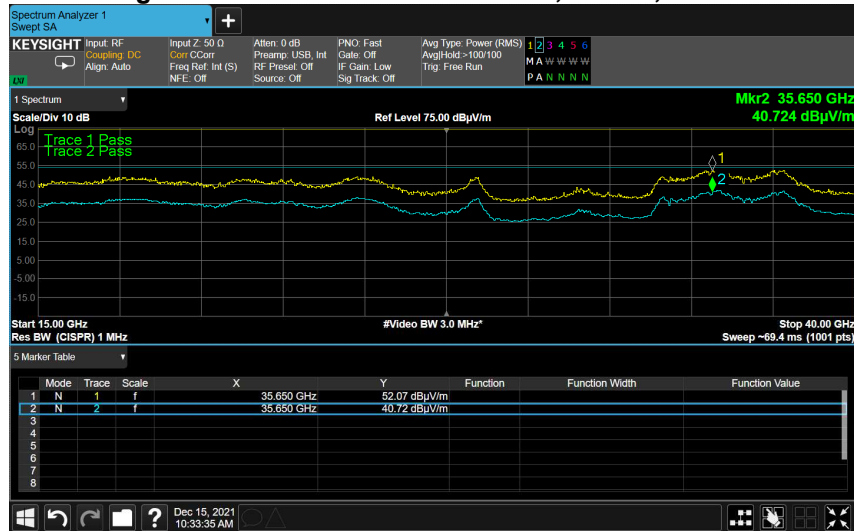 Spectrum Analyzer 1
Swept SA
+
KEYSIGHT
Input: RF
Coupling: DC
Align: Auto
Input Z: 50 Ω
Corr CCorr
Freq Ref: Int (S)
NFE: Off
Atten: 0 dB
Preamp: USB, Int
RF Preset: Off
Source: Off
PNO: Fast
Gate: Off
IF Gain: Low
Sig Track: Off
Avg Type: Power (RMS)
Avg|Hold:>100/100
Trig: Free Run
1 2 3 4 5 6
M A W W W W
P A N N N N
LXI
1 Spectrum
Scale/Div 10 dB
Ref Level 75.00 dBµV/m
Mkr2 35.650 GHz
40.724 dBµV/m
Log
Trace 1 Pass
Trace 2 Pass
65.0
55.0
45.0
35.0
25.0
15.0
5.00
-5.00
-15.0
1
2
Start 15.00 GHz
#Video BW 3.0 MHz*
Stop 40.00 GHz
Res BW (CISPR) 1 MHz
Sweep ~69.4 ms (1001 pts)
5 Marker Table
Mode Trace Scale X Y Function Function Width Function Value
1 N 1 f 35.650 GHz 52.07 dBµV/m
2 N 2 f 35.650 GHz 40.72 dBµV/m
3
4
5
6
7
8
?
Dec 15, 2021
10:33:35 AM